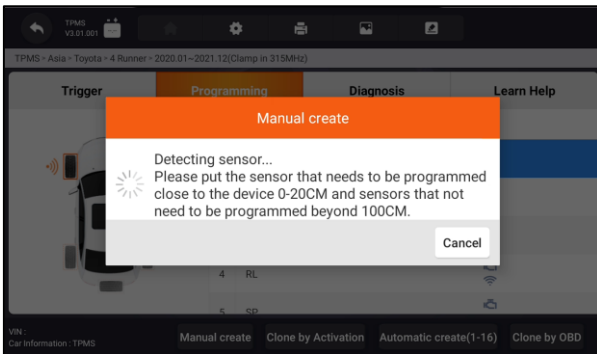 TPMS
V3.01.001
TPMS > Asia > Toyota > 4 Runner > 2020.01~2021.12(Clamp in 315MHz)
Trigger
Programming
Diagnosis
Learn Help
Manual create
Detecting sensor...
Please put the sensor that needs to be programmed
close to the device 0-20CM and sensors that not
need to be programmed beyond 100CM.
Cancel
4 RL
5 SP
VIN :
Car Information : TPMS
Manual create
Clone by Activation
Automatic create(1-16)
Clone by OBD